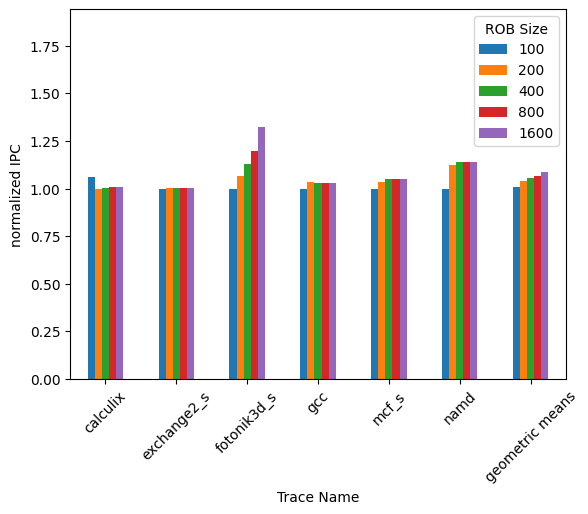 ROB Size
100
200
400
800
1600
normalized IPC
1.75
1.50
1.25
1.00
0.75
0.50
0.25
0.00
calculix
exchange2_s
fotonik3d_s
gcc
mcf_s
namd
geometric means
Trace Name